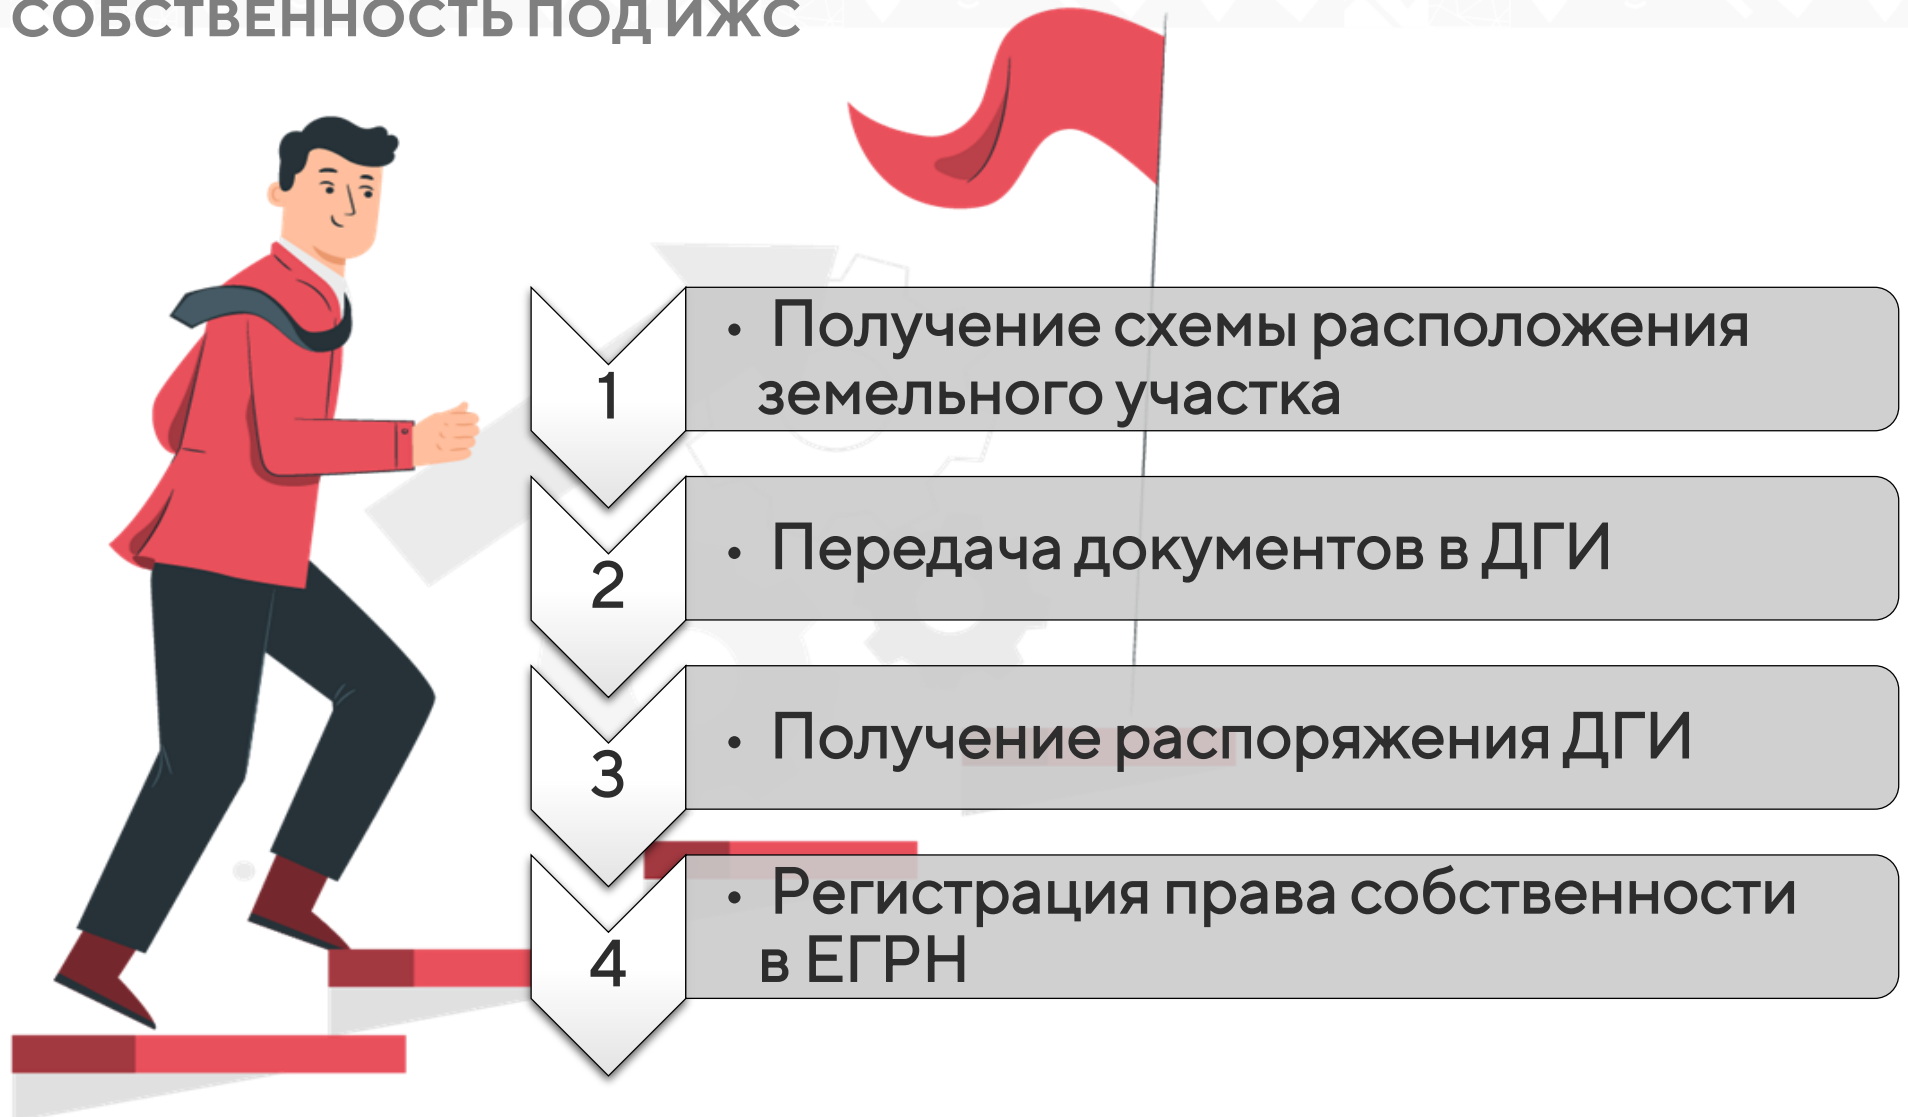 СОБСТВЕННОСТЬ ПОД ИЖС
1
• Получение схемы расположения
земельного участка
2
• Передача документов в ДГИ
3
• Получение распоряжения ДГИ
4
• Регистрация права собственности
в ЕГРН